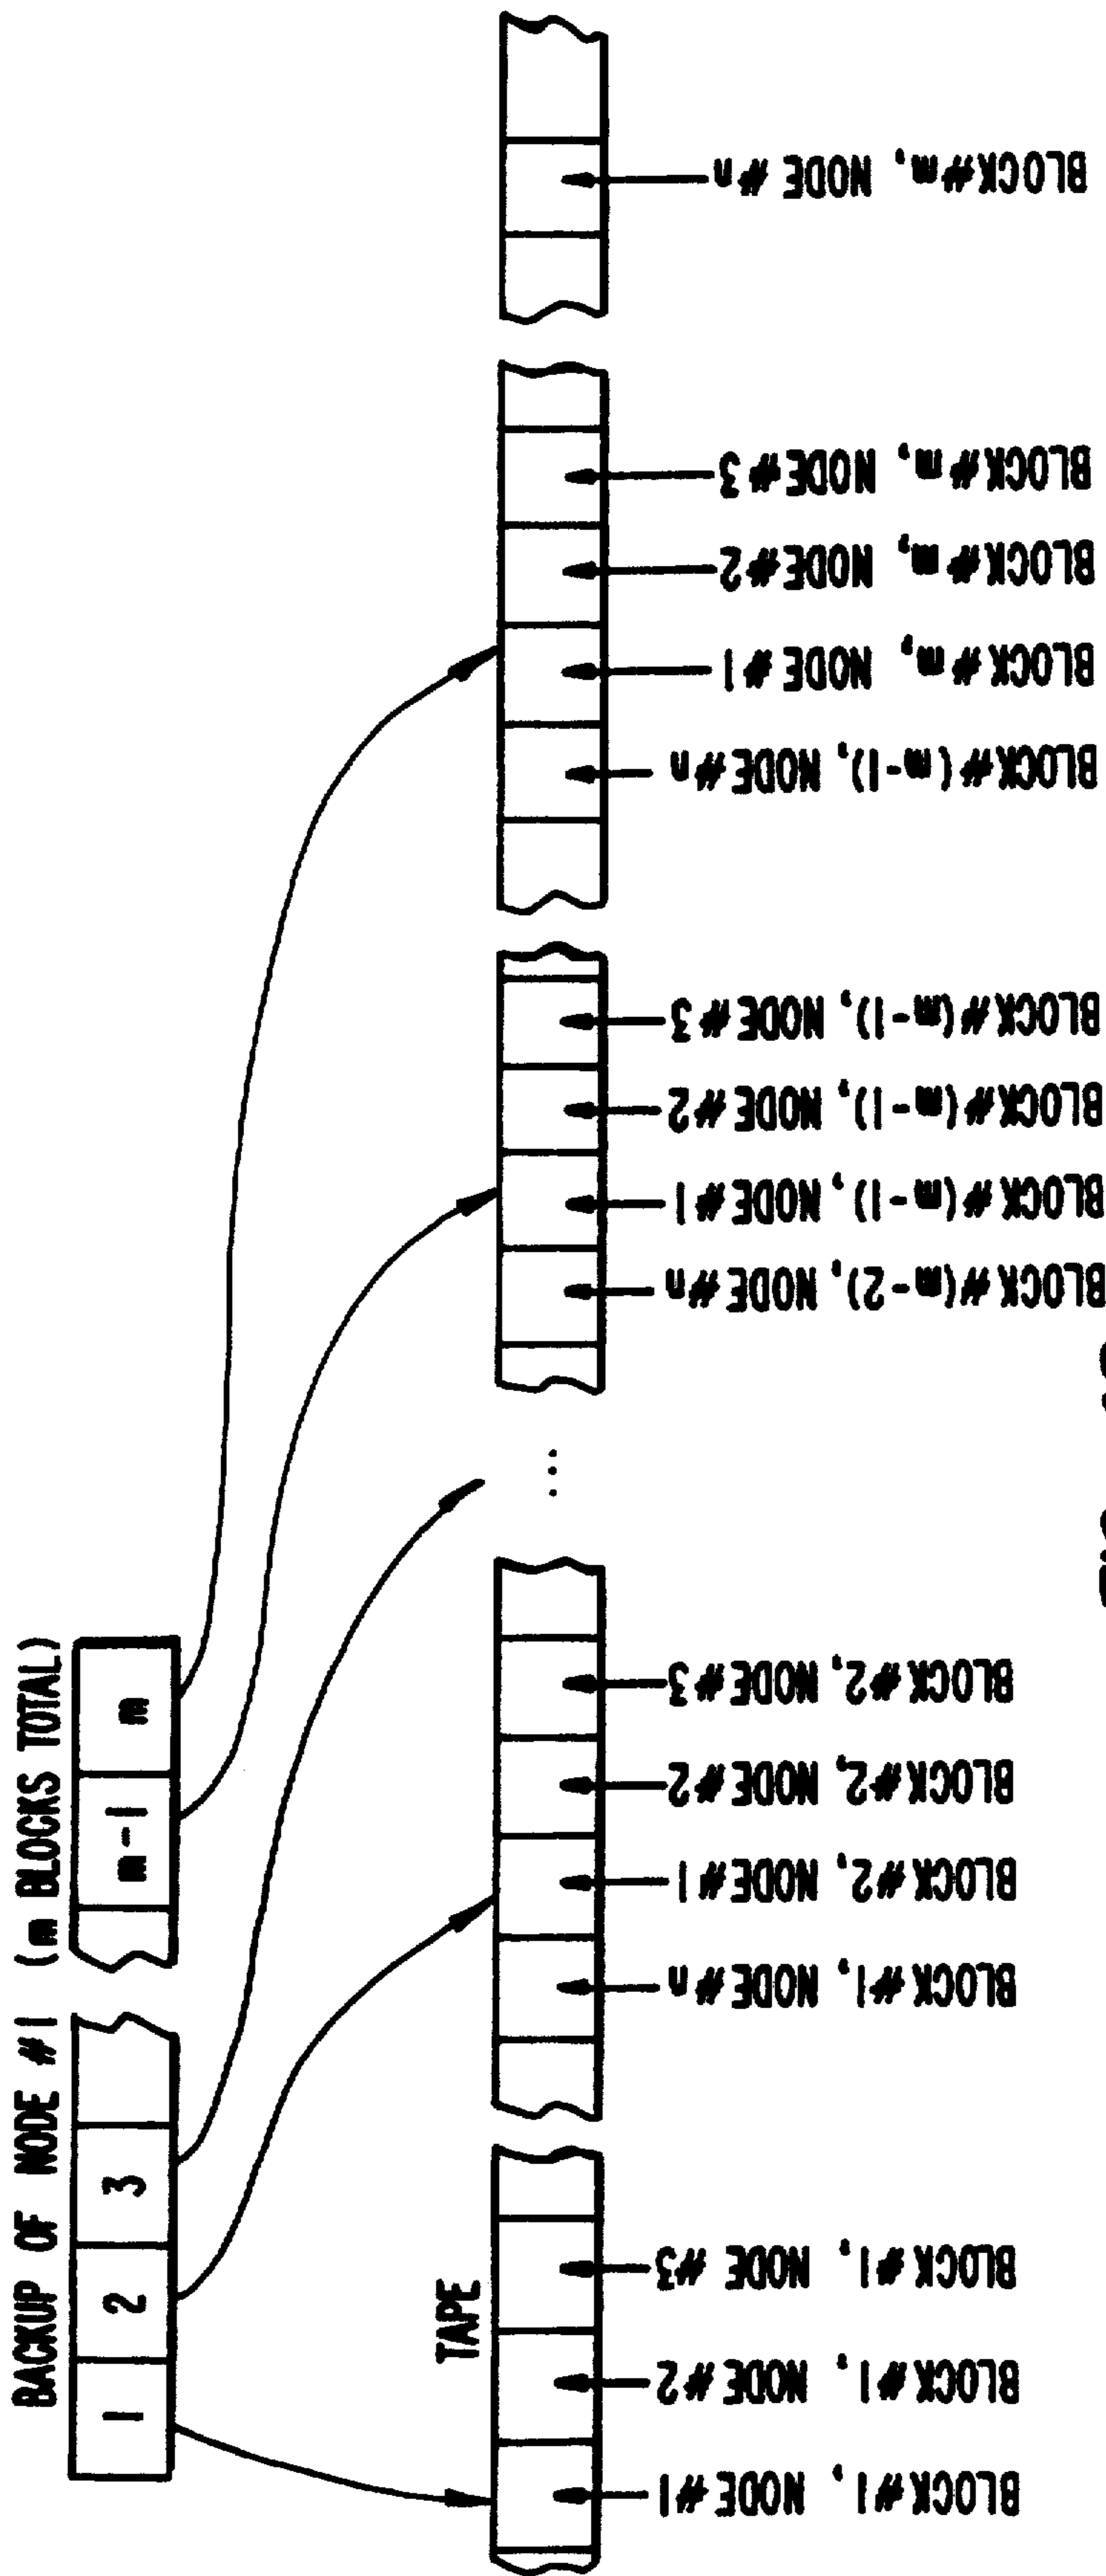 BACKUP OF NODE #1 (m BLOCKS TOTAL)
1 2 3 m-1 m
TAPE
...
BLOCK #1, NODE #1
BLOCK #1, NODE #2
BLOCK #1, NODE #3
BLOCK #1, NODE #n
BLOCK #2, NODE #1
BLOCK #2, NODE #2
BLOCK #2, NODE #3
BLOCK #(m-2), NODE #n
BLOCK #(m-1), NODE #1
BLOCK #(m-1), NODE #2
BLOCK #(m-1), NODE #3
BLOCK #(m-1), NODE #n
BLOCK #m, NODE #1
BLOCK #m, NODE #2
BLOCK #m, NODE #3
BLOCK #m, NODE #n